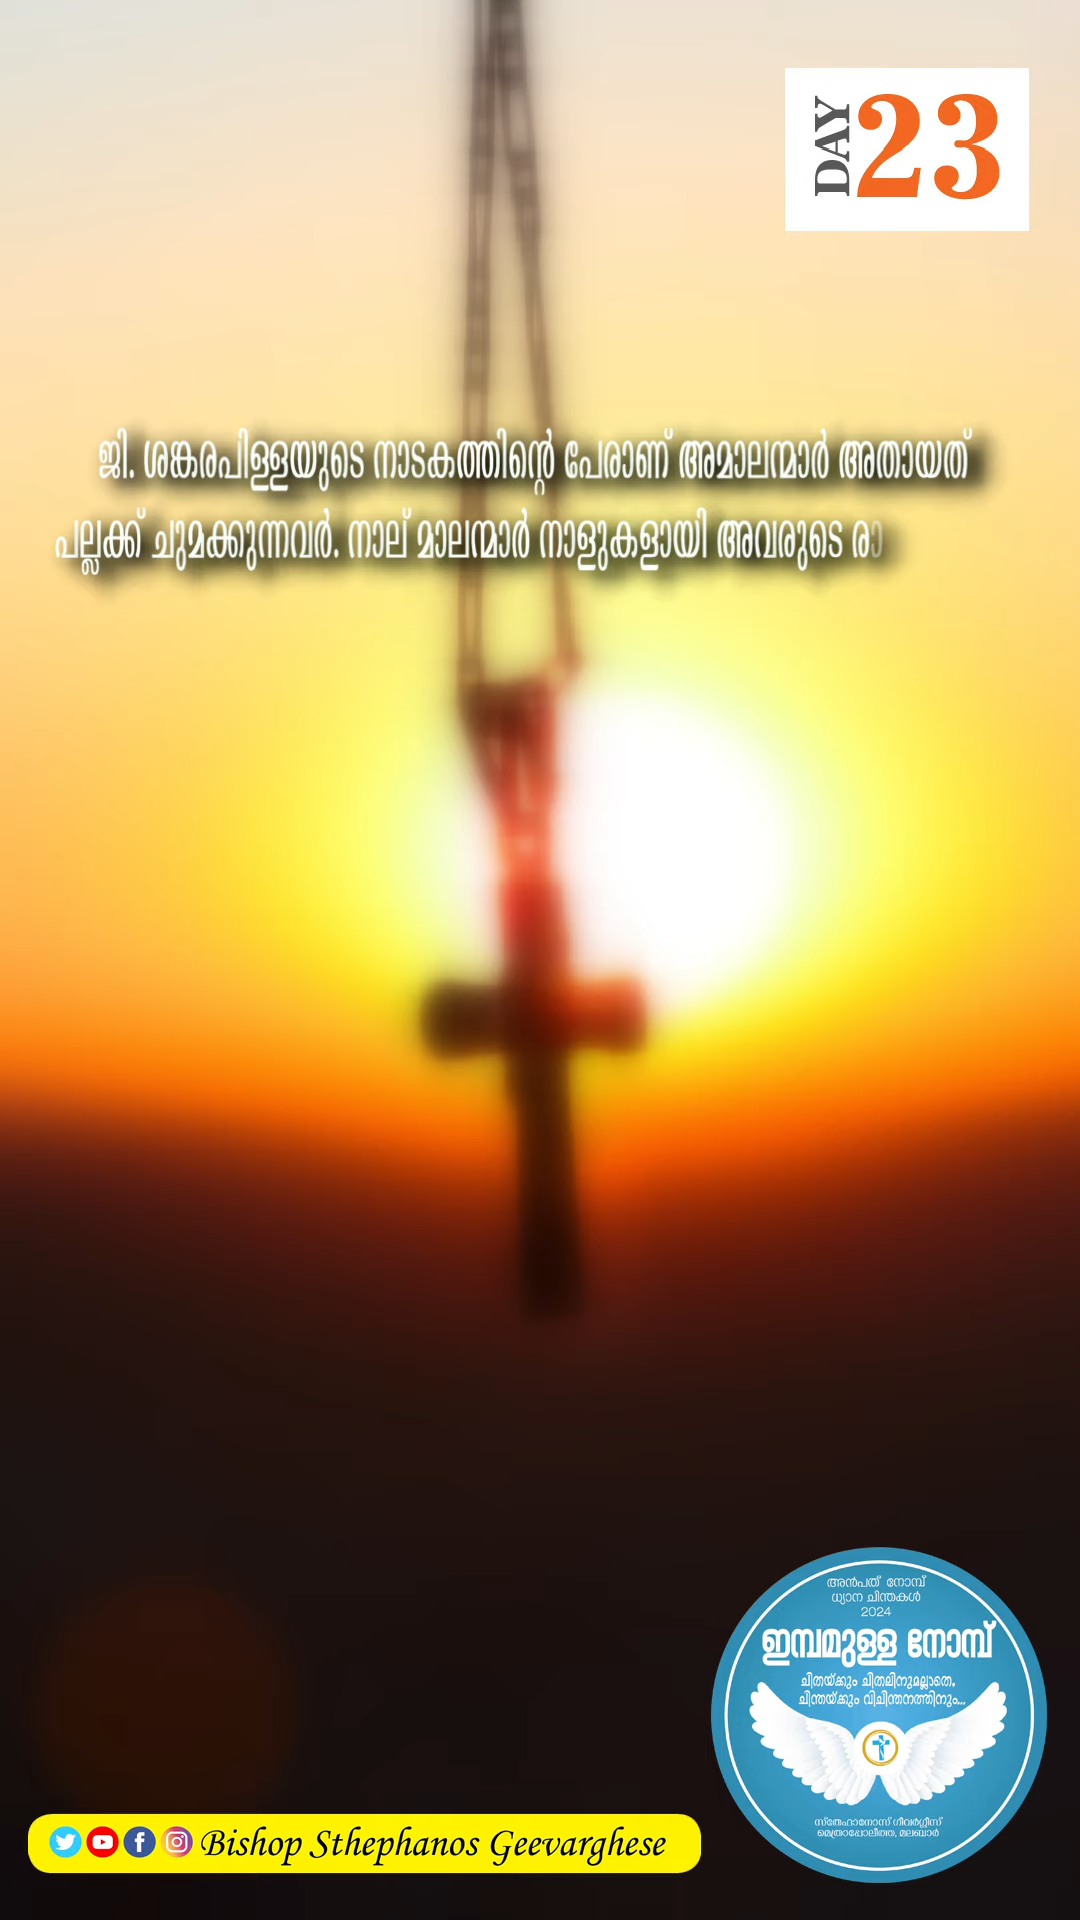 DAY 23
ജി. ശങ്കരപിള്ളയുടെ നാടകത്തിന്റെ പേരാണ് അമാലന്മാർ അതായത്
പല്ലക്ക് ചുമക്കുന്നവർ. നാല് മാലന്മാർ നാളുകളായി അവരുടെ രാ
അൻപത് നോമ്പ്
ധ്യാന ചിന്തകൾ
2024
ഇമ്പമുള്ള നോമ്പ്
ചിതയ്ക്കും ചിതലിനുമല്ലാതെ,
ചിന്തയ്ക്കും വിചിന്തനത്തിനും...
സ്തേഫാനോസ് ഗീവർഗ്ഗീസ്
മെത്രാപ്പോലീത്ത, മലബാർ
Bishop Sthephanos Geevarghese